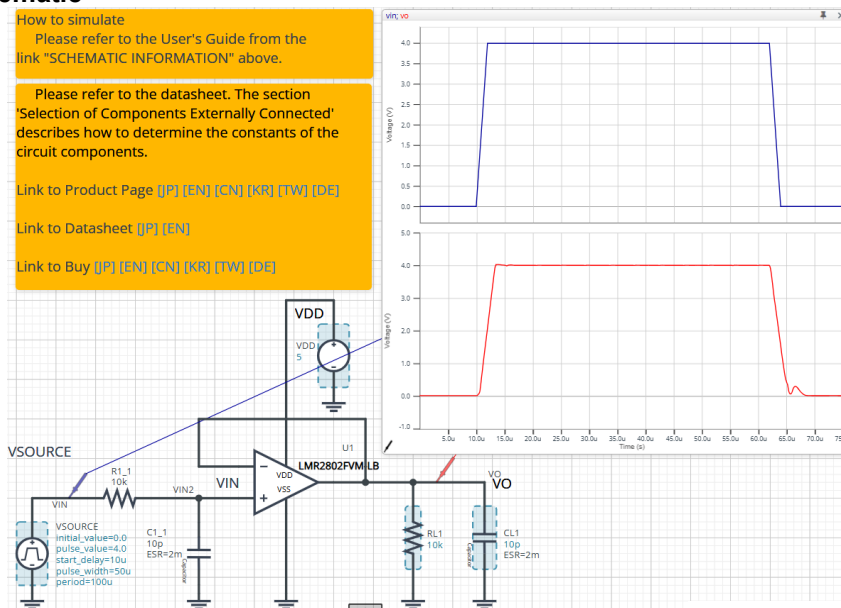 How to simulate
Please refer to the User's Guide from the
link "SCHEMATIC INFORMATION" above.
Please refer to the datasheet. The section
'Selection of Components Externally Connected'
describes how to determine the constants of the
circuit components.
Link to Product Page [JP] [EN] [CN] [KR] [TW] [DE]
Link to Datasheet [JP] [EN]
Link to Buy [JP] [EN] [CN] [KR] [TW] [DE]
vin; vo
Voltage (V)
4.0
3.5
3.0
2.5
2.0
1.5
1.0
0.5
0.0
Voltage (V)
5.0
4.0
3.0
2.0
1.0
0.0
-1.0
5.0u 10.0u 15.0u 20.0u 25.0u 30.0u 35.0u 40.0u 45.0u 50.0u 55.0u 60.0u 65.0u 70.0u
Time (s)
VDD
VDD
5
VSOURCE
U1
LMR2802FVM-LB
VDD
VSS
R1_1
10k
VIN
VIN2
VIN
VO
VO
VSOURCE
initial_value=0.0
pulse_value=4.0
start_delay=10u
pulse_width=50u
period=100u
C1_1
10p
ESR=2m
Capacitor
RL1
10k
CL1
10p
ESR=2m
Capacitor